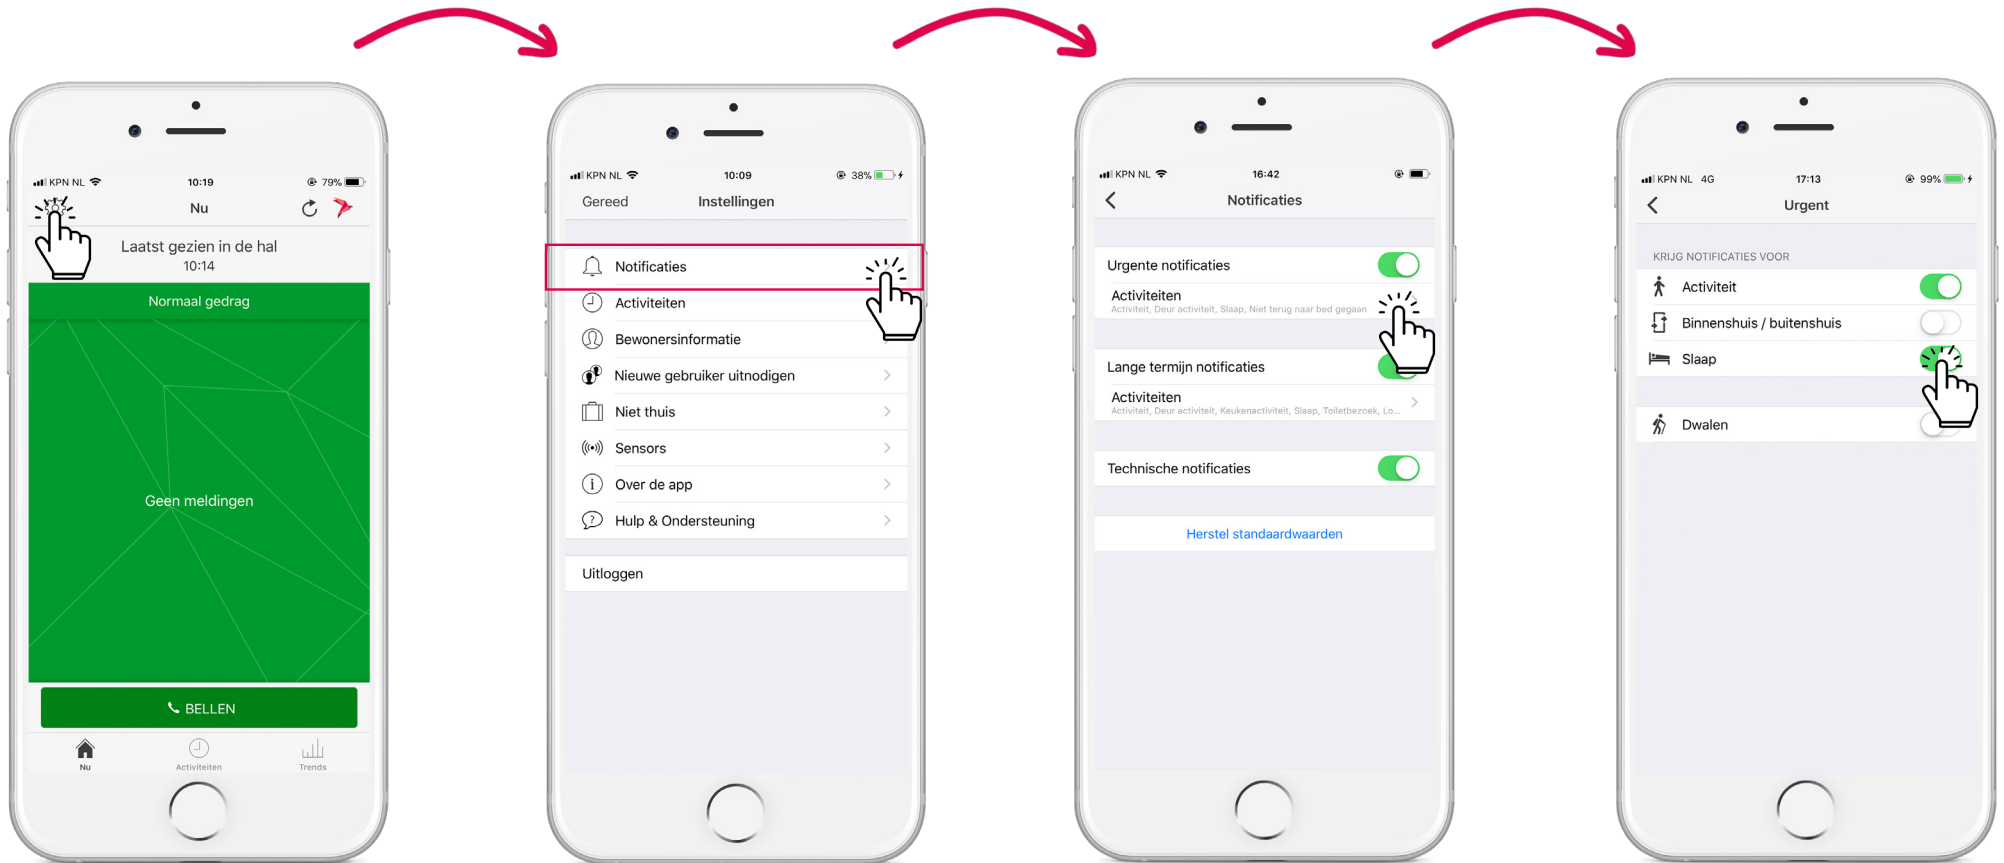 KPN NL
10:19
79%
Nu
Laatst gezien in de hal
10:14
Normaal gedrag
Geen meldingen
BELLEN
Nu
Activiteiten
Trends
KPN NL
10:09
38%
Gereed
Instellingen
Notificaties
Activiteiten
Bewonersinformatie
Nieuwe gebruiker uitnodigen
Niet thuis
Sensors
Over de app
Hulp & Ondersteuning
Uitloggen
KPN NL
16:42
Notificaties
Urgente notificaties
Activiteiten
Activiteit, Deur activiteit, Slaap, Niet terug naar bed gegaan
Lange termijn notificaties
Activiteiten
Activiteit, Deur activiteit, Keukenactiviteit, Slaap, Toiletbezoek, Lo...
Technische notificaties
Herstel standaardwaarden
KPN NL 4G
17:13
99%
Urgent
KRIJG NOTIFICATIES VOOR
Activiteit
Binnenshuis / buitenshuis
Slaap
Dwalen